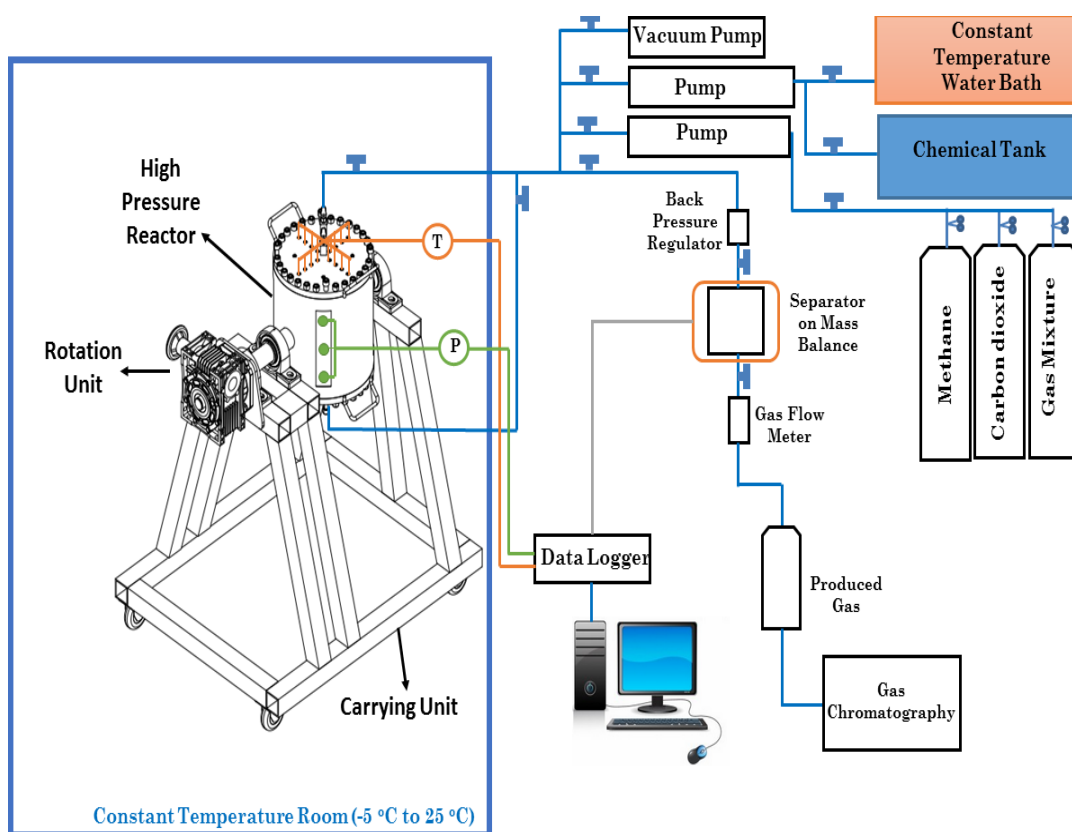 Vacuum Pump
Pump
Pump
Constant
Temperature
Water Bath
Chemical Tank
High
Pressure
Reactor
T
P
Rotation
Unit
Back
Pressure
Regulator
Separator
on Mass
Balance
Gas Flow
Meter
Methane
Carbon dioxide
Gas Mixture
Data Logger
Produced
Gas
Gas
Chromatography
Carrying Unit
Constant Temperature Room (-5 ºC to 25 ºC)